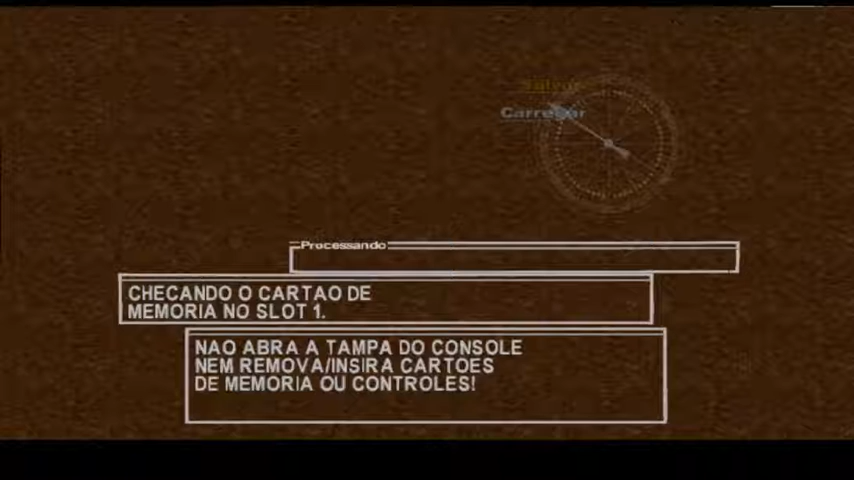 Salvar
Carregar
Processando
CHECANDO O CARTAO DE
MEMORIA NO SLOT 1.
NAO ABRA A TAMPA DO CONSOLE
NEM REMOVA/INSIRA CARTOES
DE MEMORIA OU CONTROLES!